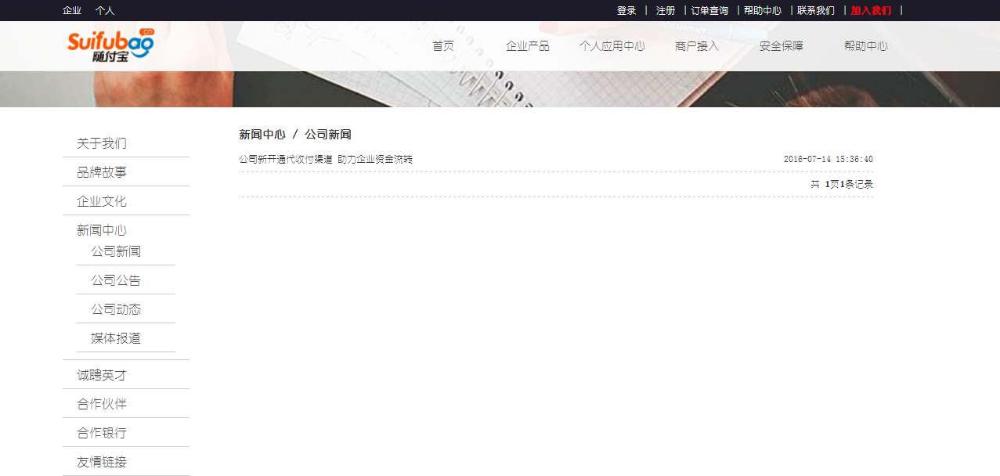 企业 个人 登录 | 注册 | 订单查询 | 帮助中心 | 联系我们 | 加入我们 |
Suifubao cn
随付宝
首页 企业产品 个人应用中心 商户接入 安全保障 帮助中心
DOCUMENT
关于我们
品牌故事
企业文化
新闻中心
公司新闻
公司公告
公司动态
媒体报道
诚聘英才
合作伙伴
合作银行
友情链接
新闻中心 / 公司新闻
公司新开通代收付渠道 助力企业资金流转 2016-07-14 15:36:40
共 1页1条记录